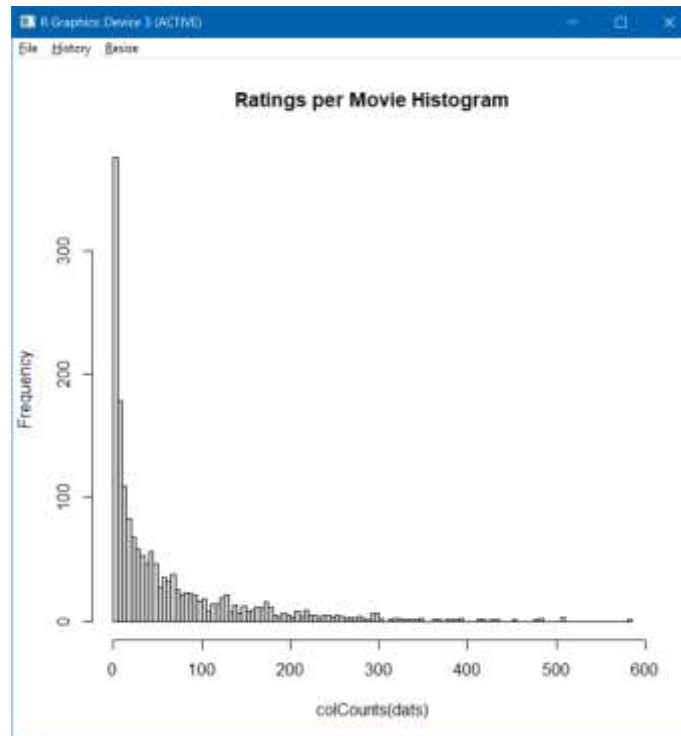 R Graphics: Device 3 (ACTIVE)
File History Resize
Ratings per Movie Histogram
Frequency
300
200
100
0
0 100 200 300 400 500 600
colCounts(dats)